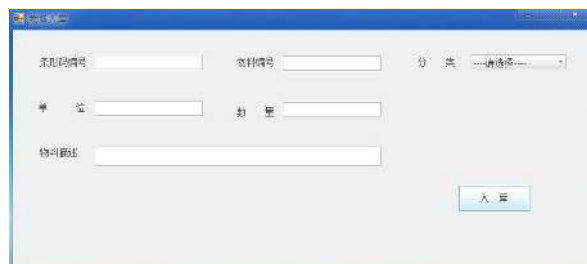 条形码编号 物料编号 分 类 ----请选择----
单 位 数 量
物料描述
入 库